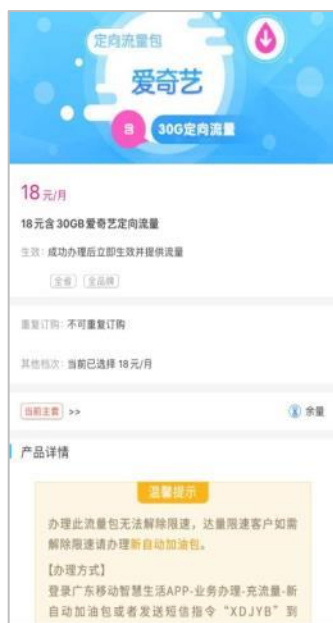 定向流量包
爱奇艺
含 30G定向流量
18 元/月
18元含30GB爱奇艺定向流量
生效：成功办理后立即生效并提供流量
全省 全品牌
重复订购：不可重复订购
其他档次：当前已选择 18元/月
当前主套 >> 余量
产品详情
温馨提示
办理此流量包无法解除限速，达量限速客户如需
解除限速请办理新自动加油包。
【办理方式】
登录广东移动智慧生活APP-业务办理-充流量-新
自动加油包或者发送短信指令“XDJYB”到